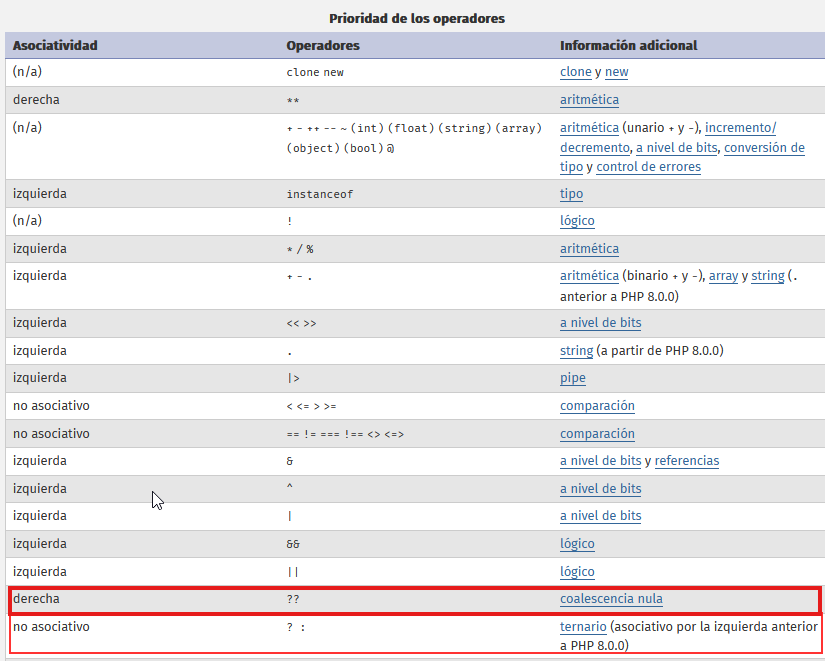 Prioridad de los operadores
Asociatividad Operadores Información adicional
(n/a) clone new clone y new
derecha ** aritmética
(n/a) + - ++ -- ~ (int) (float) (string) (array) aritmética (unario + y -), incremento/
(object) (bool) @ decremento, a nivel de bits, conversión de
tipo y control de errores
izquierda instanceof tipo
(n/a) ! lógico
izquierda * / % aritmética
izquierda + - . aritmética (binario + y -), array y string (.
anterior a PHP 8.0.0)
izquierda << >> a nivel de bits
izquierda . string (a partir de PHP 8.0.0)
izquierda |> pipe
no asociativo < <= > >= comparación
no asociativo == != === !== <> <=> comparación
izquierda & a nivel de bits y referencias
izquierda ^ a nivel de bits
izquierda | a nivel de bits
izquierda && lógico
izquierda || lógico
derecha ?? coalescencia nula
no asociativo ? : ternario (asociativo por la izquierda anterior
a PHP 8.0.0)